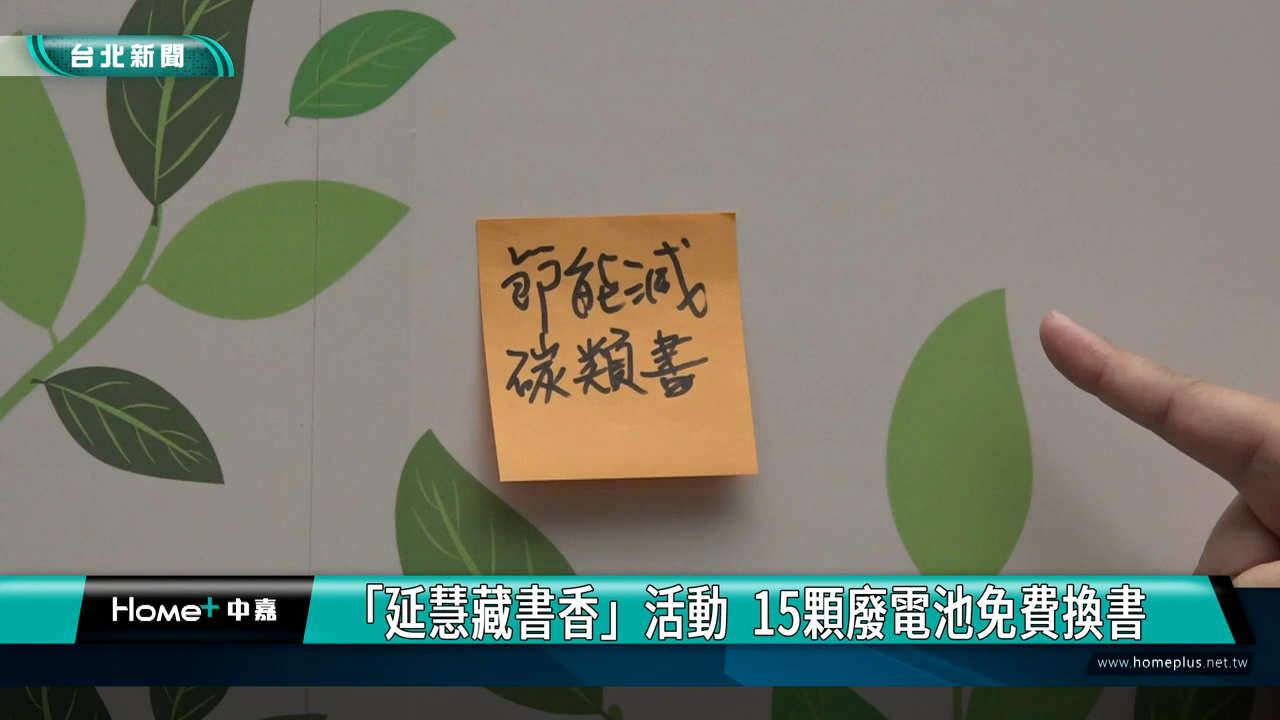 台北新聞
節能減
碳類書
Home+中嘉
「延慧藏書香」活動 15顆廢電池免費換書
www.homeplus.net.tw